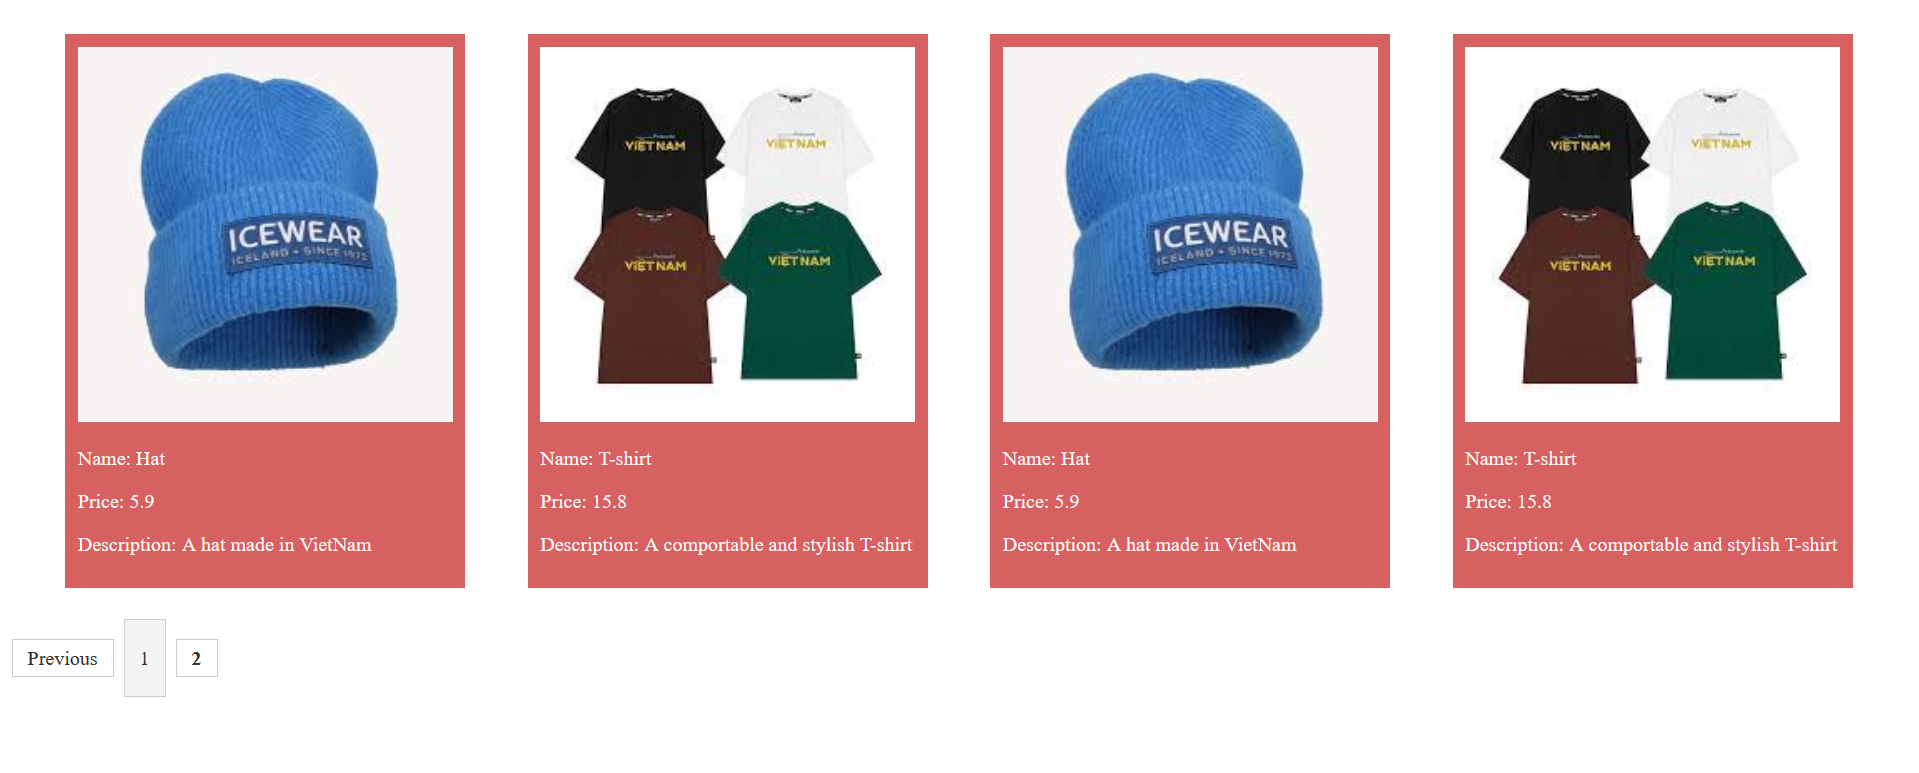 ICEWEAR
ICELAND • SINCE 1972
VIETNAM
VIETNAM
VIETNAM
VIETNAM
ICEWEAR
ICELAND • SINCE 1972
VIETNAM
VIETNAM
VIETNAM
VIETNAM
Name: Hat
Price: 5.9
Description: A hat made in VietNam
Name: T-shirt
Price: 15.8
Description: A comportable and stylish T-shirt
Name: Hat
Price: 5.9
Description: A hat made in VietNam
Name: T-shirt
Price: 15.8
Description: A comportable and stylish T-shirt
Previous 1 2